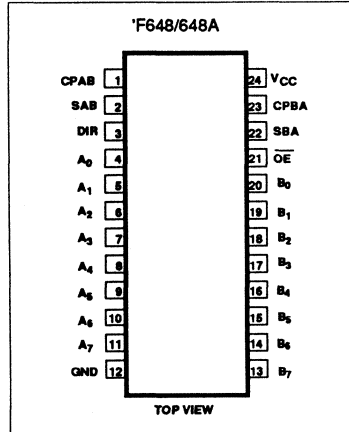 'F648/648A
CPAB 1 24 VCC
SAB 2 23 CPBA
DIR 3 22 SBA
A0 4 21 OE
A1 5 20 B0
A2 6 19 B1
A3 7 18 B2
A4 8 17 B3
A5 9 16 B4
A6 10 15 B5
A7 11 14 B6
GND 12 13 B7
TOP VIEW